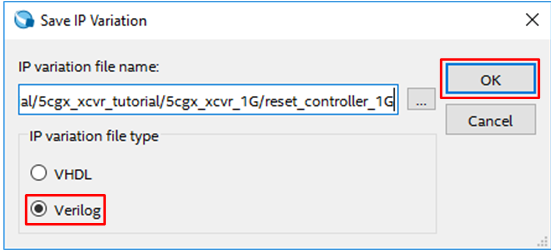 Save IP Variation
IP variation file name:
al/5cgx_xcvr_tutorial/5cgx_xcvr_1G/reset_controller_1G
...
OK
Cancel
IP variation file type
VHDL
Verilog